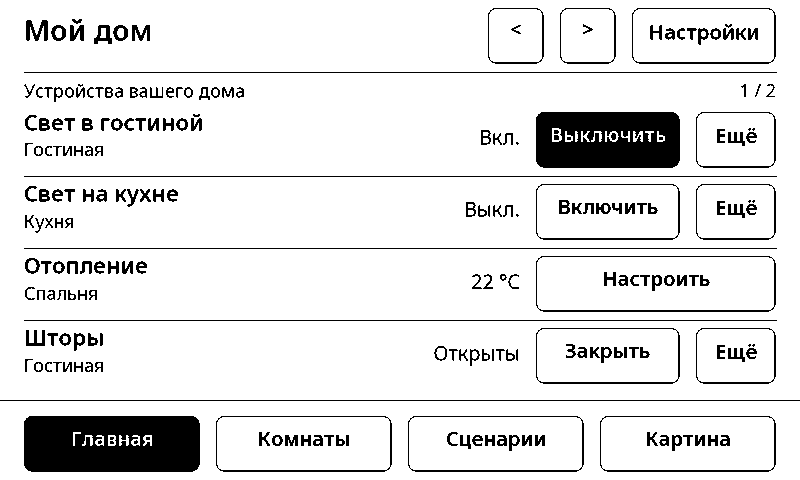 Мой дом
< > Настройки
Устройства вашего дома 1 / 2
Свет в гостиной
Гостиная
Вкл. Выключить Ещё
Свет на кухне
Кухня
Выкл. Включить Ещё
Отопление
Спальня
22 °C Настроить
Шторы
Гостиная
Открыты Закрыть Ещё
Главная Комнаты Сценарии Картина